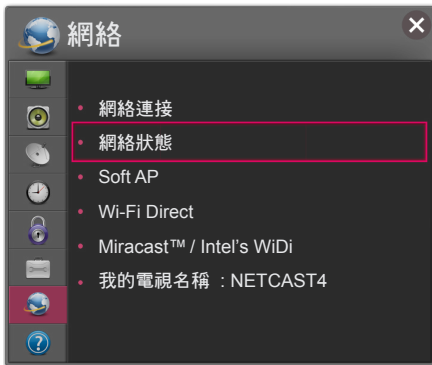 網絡
網絡連接
網絡狀態
Soft AP
Wi-Fi Direct
Miracast™ / Intel's WiDi
我的電視名稱 : NETCAST4